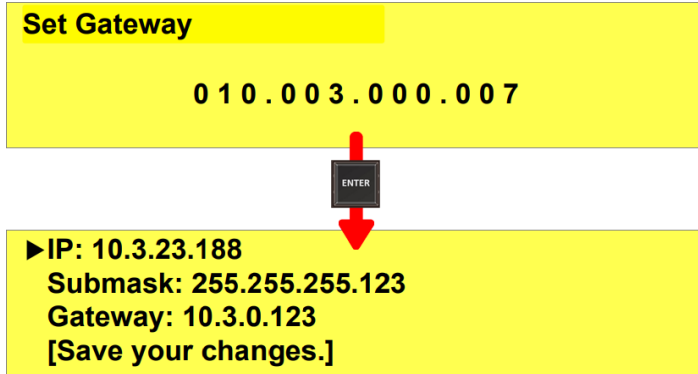 Set Gateway
010.003.000.007
ENTER
▶IP: 10.3.23.188
Submask: 255.255.255.123
Gateway: 10.3.0.123
[Save your changes.]